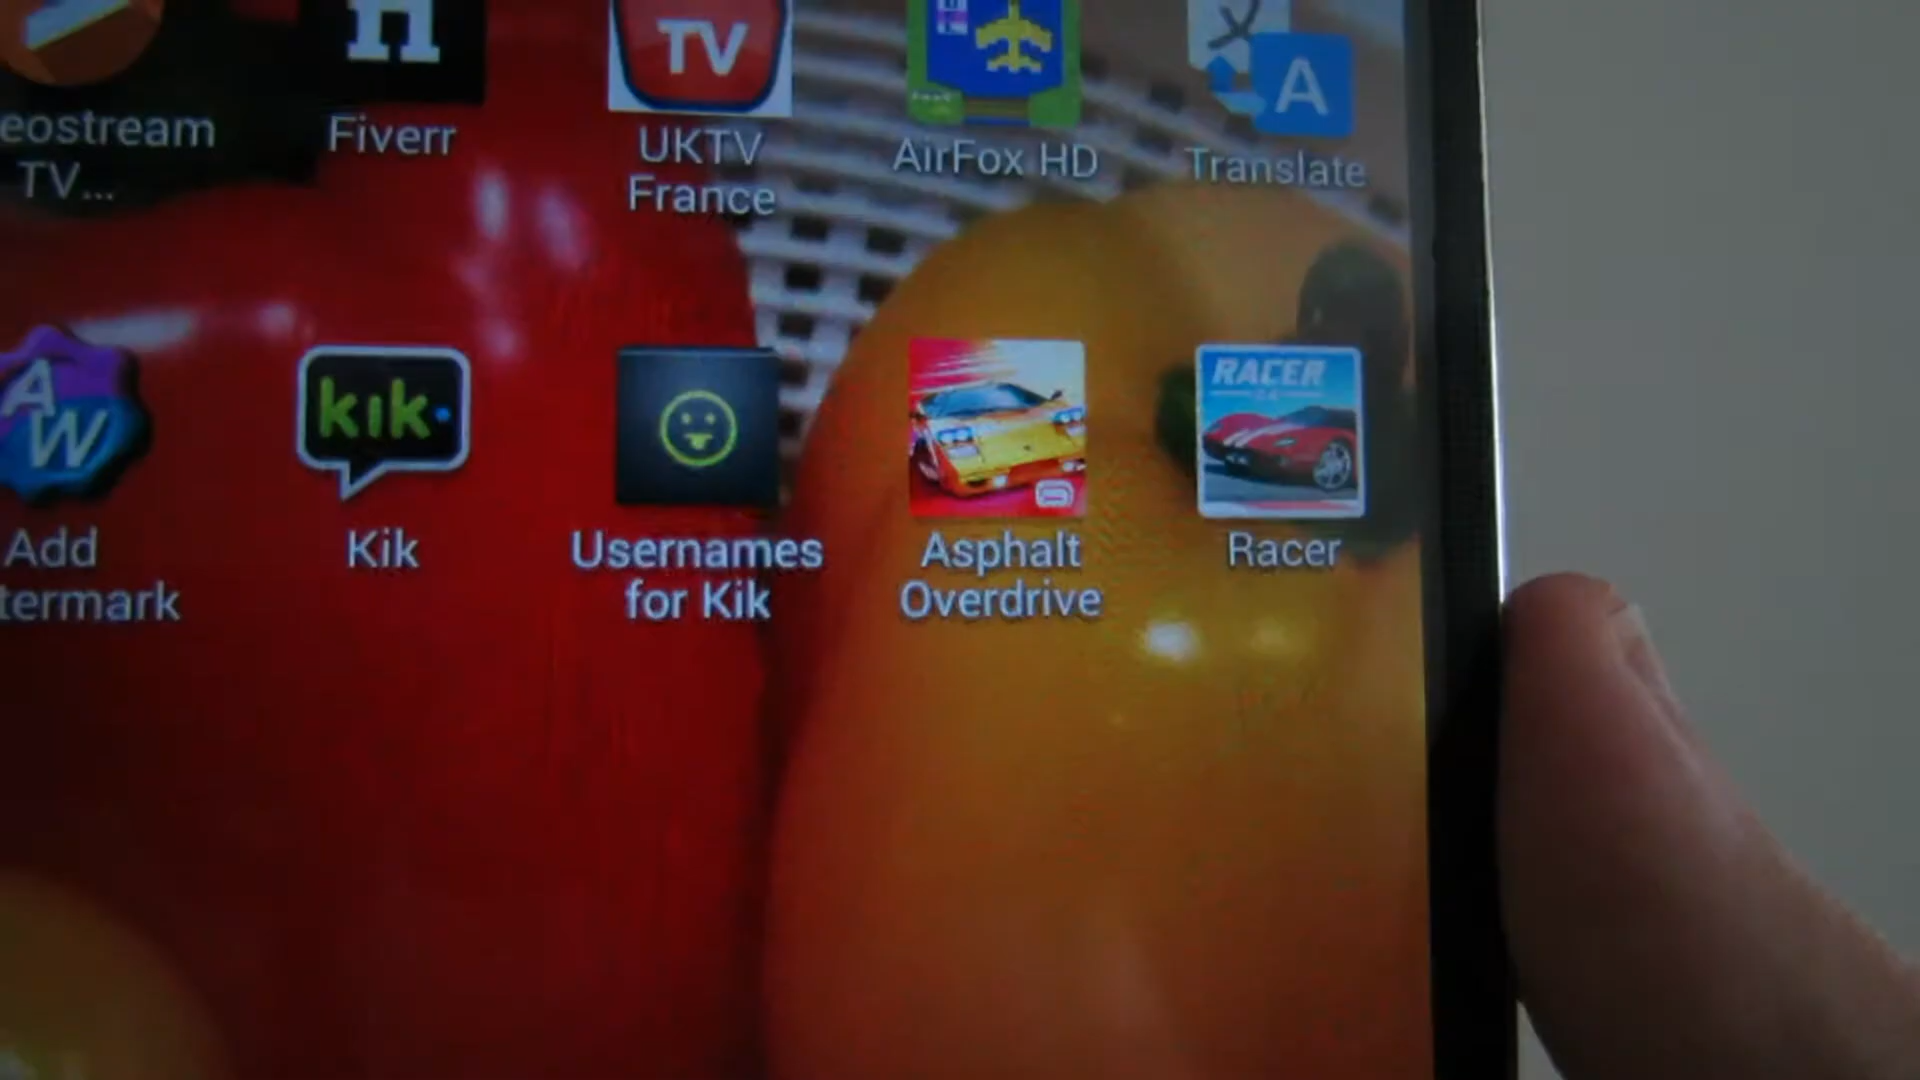 TV
A
eostream
TV...
Fiverr
UKTV
France
AirFox HD
Translate
AW
kik
RACER
Add
termark
Kik
Usernames
for Kik
Asphalt
Overdrive
Racer